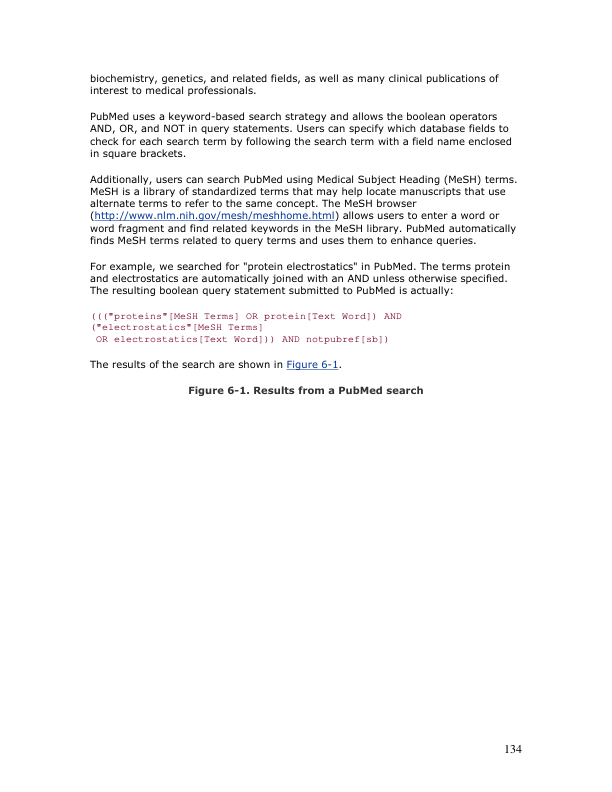 biochemistry, genetics, and related fields, as well as many clinical publications of
interest to medical professionals.
PubMed uses a keyword-based search strategy and allows the boolean operators
AND, OR, and NOT in query statements. Users can specify which database fields to
check for each search term by following the search term with a field name enclosed
in square brackets.
Additionally, users can search PubMed using Medical Subject Heading (MeSH) terms.
MeSH is a library of standardized terms that may help locate manuscripts that use
alternate terms to refer to the same concept. The MeSH browser
(http://www.nlm.nih.gov/mesh/meshhome.html) allows users to enter a word or
word fragment and find related keywords in the MeSH library. PubMed automatically
finds MeSH terms related to query terms and uses them to enhance queries.
For example, we searched for "protein electrostatics" in PubMed. The terms protein
and electrostatics are automatically joined with an AND unless otherwise specified.
The resulting boolean query statement submitted to PubMed is actually:
((("proteins"[MeSH Terms] OR protein[Text Word]) AND
("electrostatics"[MeSH Terms]
OR electrostatics[Text Word])) AND notpubref[sb])
The results of the search are shown in Figure 6-1.
Figure 6-1. Results from a PubMed search
134